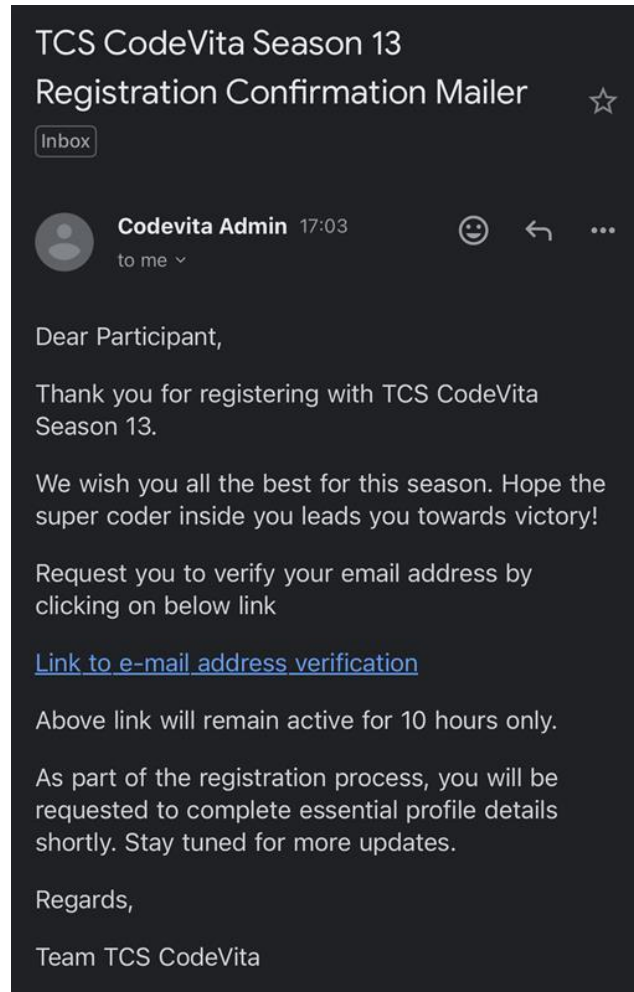 TCS CodeVita Season 13
Registration Confirmation Mailer
Inbox
Codevita Admin 17:03
to me
Dear Participant,
Thank you for registering with TCS CodeVita
Season 13.
We wish you all the best for this season. Hope the
super coder inside you leads you towards victory!
Request you to verify your email address by
clicking on below link
Link to e-mail address verification
Above link will remain active for 10 hours only.
As part of the registration process, you will be
requested to complete essential profile details
shortly. Stay tuned for more updates.
Regards,
Team TCS CodeVita